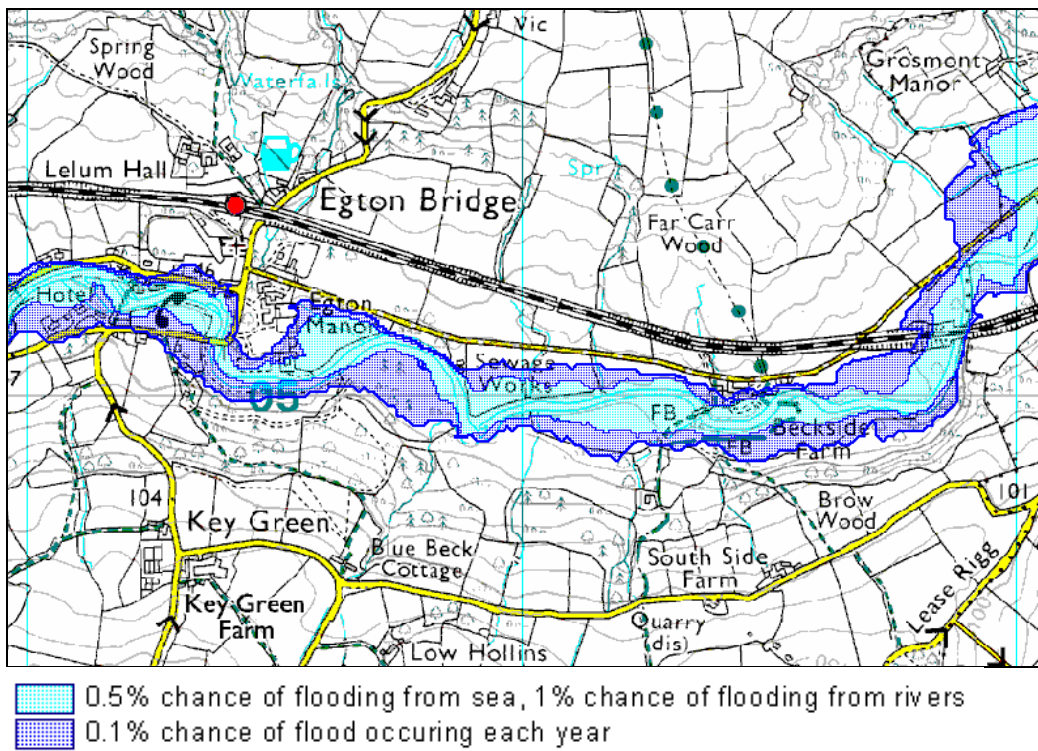 Vic
Spring
Wood
Waterfalls
Grosmont
Manor
Lelum Hall
Spr
Egton Bridge
Far Carr
Wood
Hotel
6
Egton
Manor
Sewage
Works
7
05
FB
FB
Beckside
Farm
104
Key Green
Brow
Wood
101
Blue Beck
Cottage
South Side
Farm
Key Green
Farm
Quarry
dis)
Lease Rigg
Low Hollins
0.5% chance of flooding from sea, 1% chance of flooding from rivers
0.1% chance of flood occuring each year